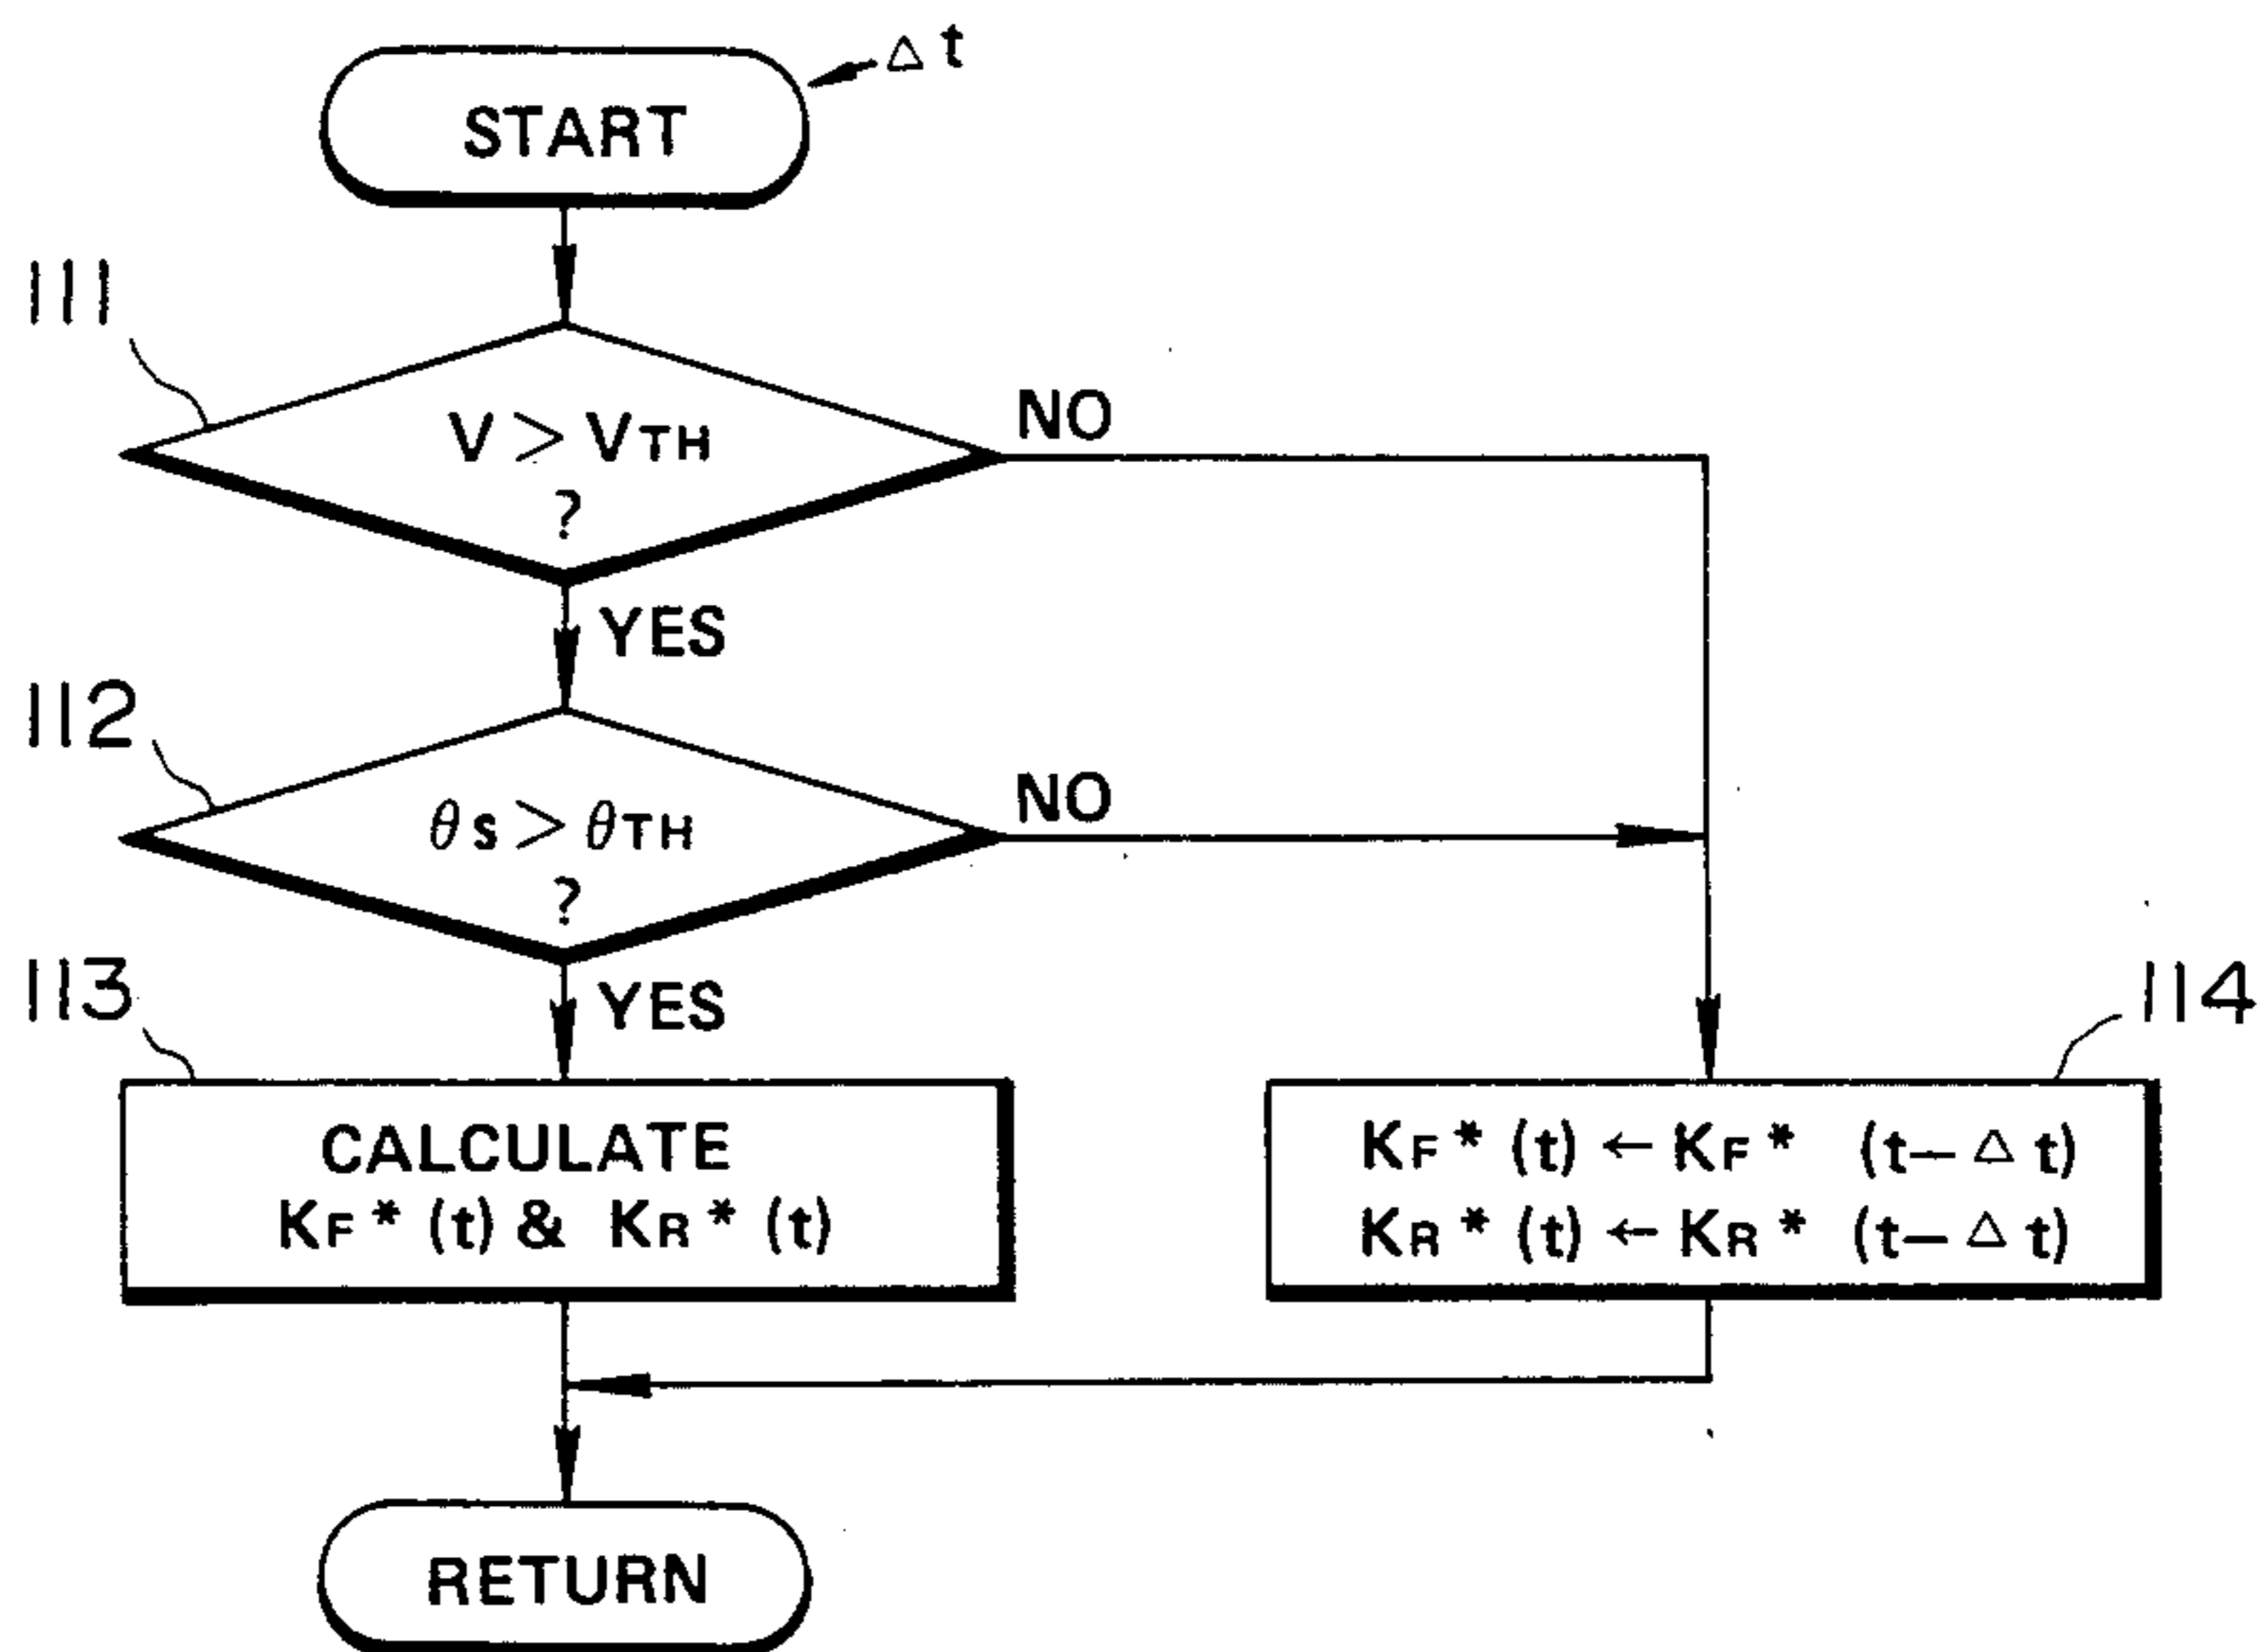 START
Δt
111
V > VTH
?
NO
YES
112
θs > θTH
?
NO
YES
113
CALCULATE
KF* (t) & KR* (t)
114
KF* (t) ← KF* (t－Δt)
KR* (t) ← KR* (t－Δt)
RETURN